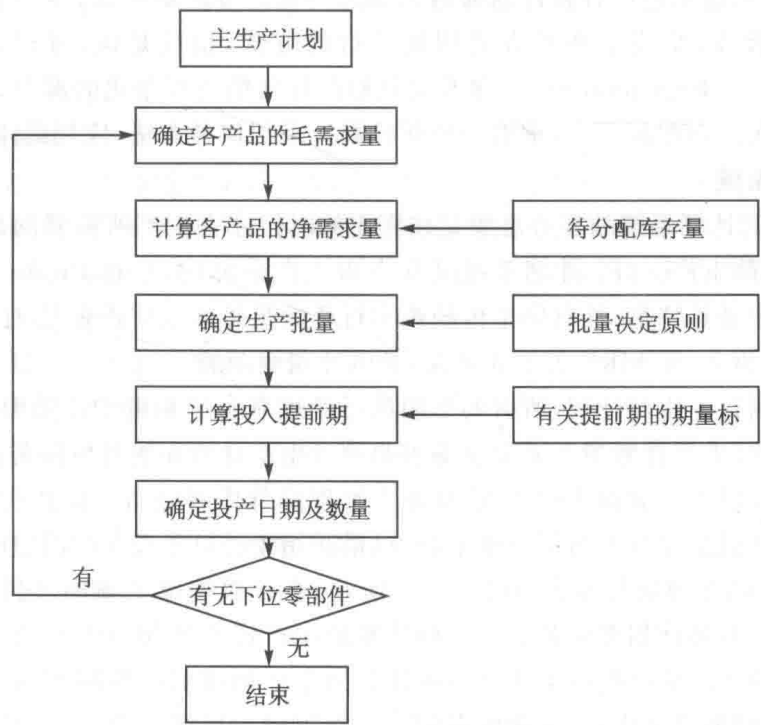 主生产计划
确定各产品的毛需求量
计算各产品的净需求量
待分配库存量
确定生产批量
批量决定原则
计算投入提前期
有关提前期的期量标
确定投产日期及数量
有
有无下位零部件
无
结束